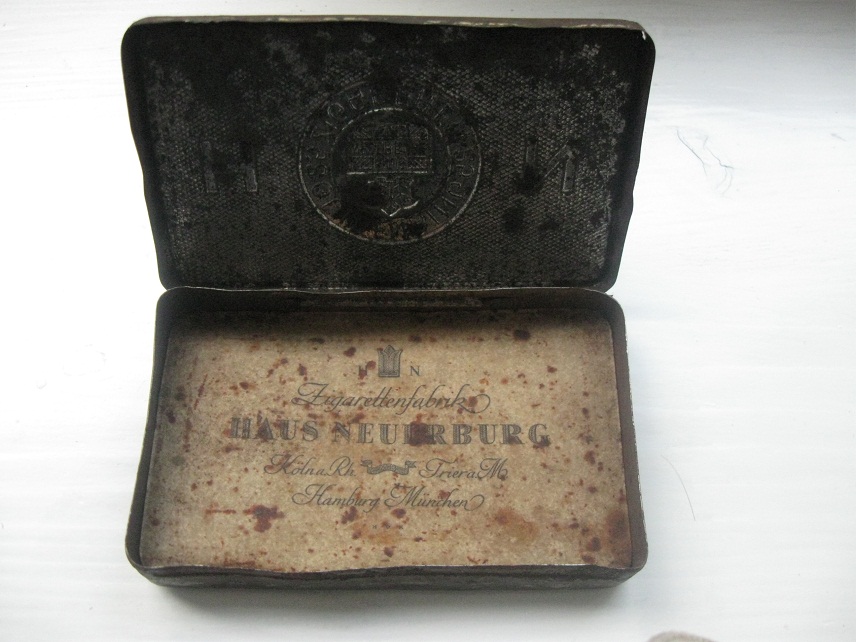 H N
Zigarettenfabrik
HAUS NEUERBURG
Köln a. Rh. Trier a. M.
Hamburg München